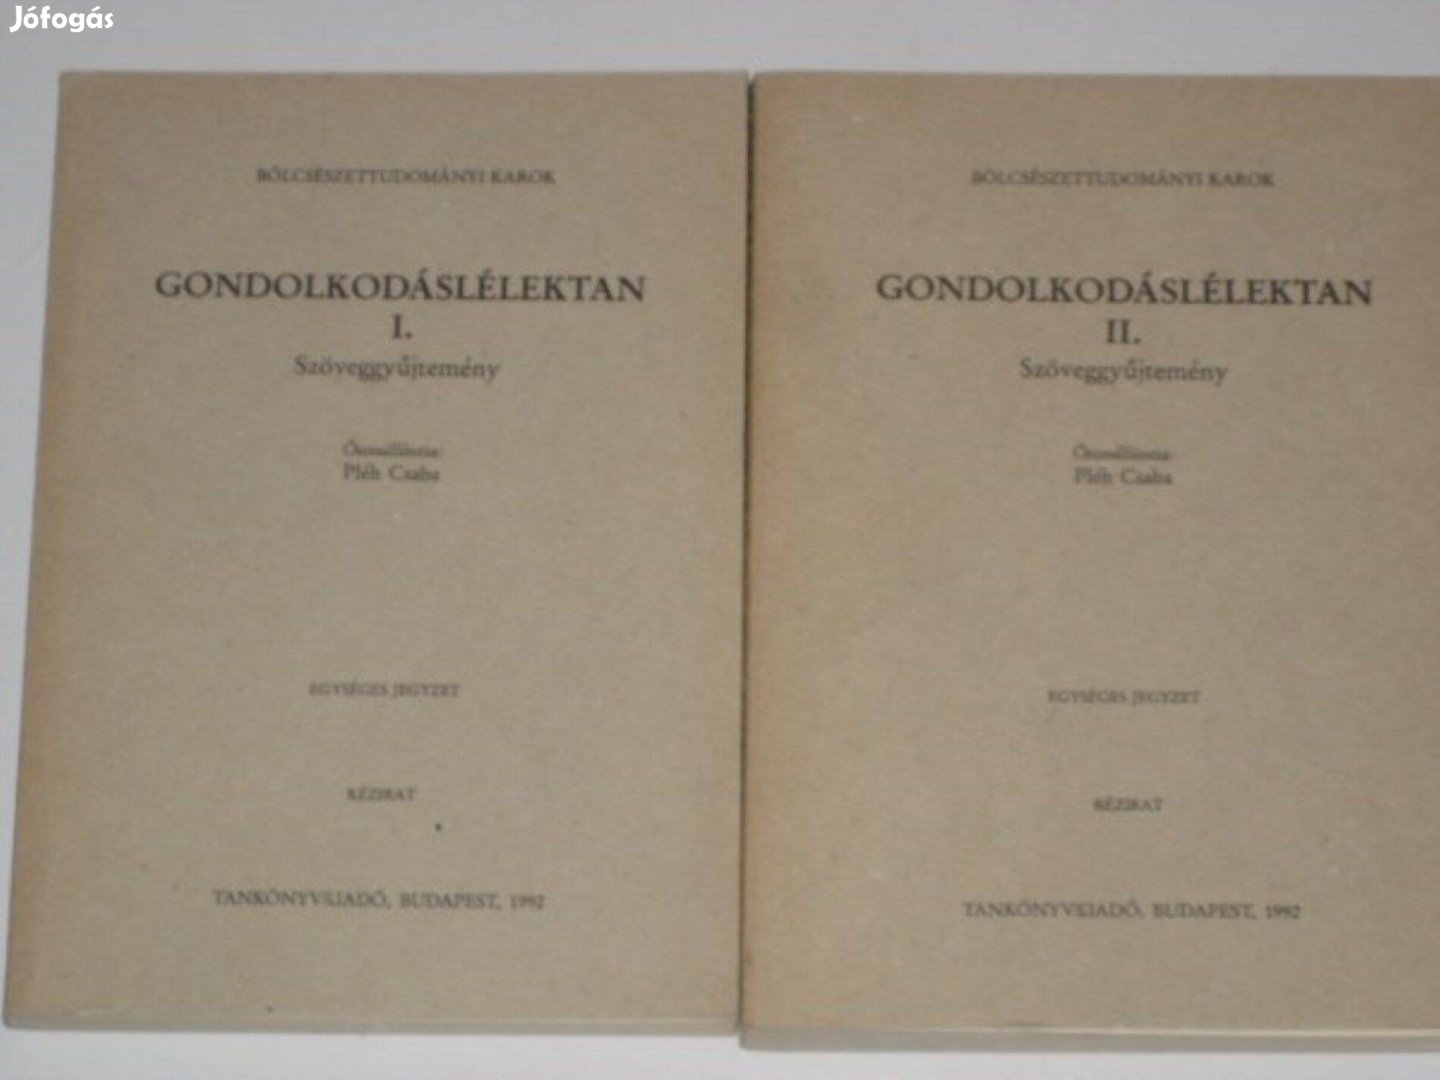 Jófogás
BÖLCSÉSZETTUDOMÁNYI KAROK
GONDOLKODÁSLÉLEKTAN
I.
Szöveggyűjtemény
Összeállította:
Pléh Csaba
EGYSÉGES JEGYZET
KÉZIRAT
TANKÖNYVKIADÓ, BUDAPEST, 1992
BÖLCSÉSZETTUDOMÁNYI KAROK
GONDOLKODÁSLÉLEKTAN
II.
Szöveggyűjtemény
Összeállította:
Pléh Csaba
EGYSÉGES JEGYZET
KÉZIRAT
TANKÖNYVKIADÓ, BUDAPEST, 1992